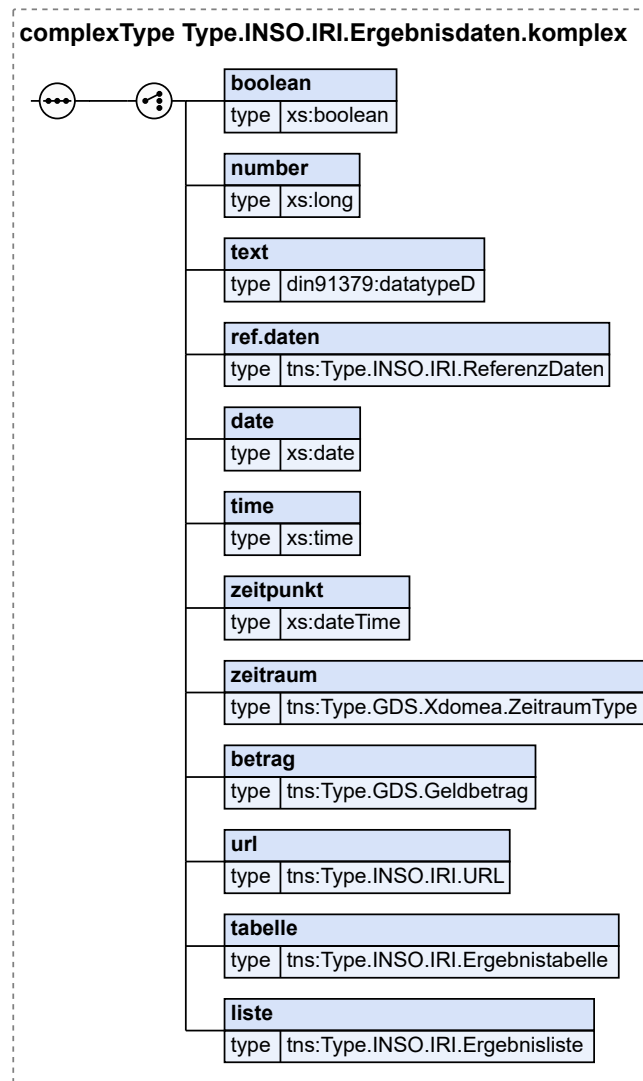 complexType Type.INSO.IRI.Ergebnisdaten.komplex
boolean
type xs:boolean
number
type xs:long
text
type din91379:datatypeD
ref.daten
type tns:Type.INSO.IRI.ReferenzDaten
date
type xs:date
time
type xs:time
zeitpunkt
type xs:dateTime
zeitraum
type tns:Type.GDS.Xdomea.ZeitraumType
betrag
type tns:Type.GDS.Geldbetrag
url
type tns:Type.INSO.IRI.URL
tabelle
type tns:Type.INSO.IRI.Ergebnistabelle
liste
type tns:Type.INSO.IRI.Ergebnisliste